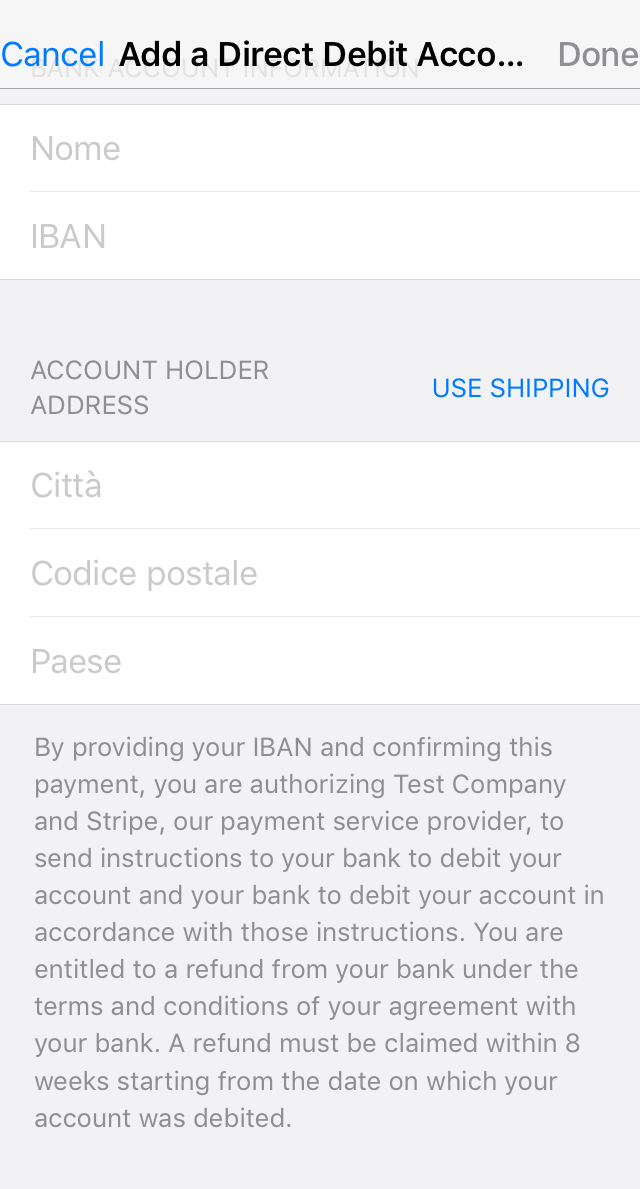 Cancel Add a Direct Debit Acco... Done
BANK ACCOUNT INFORMATION
Nome
IBAN
ACCOUNT HOLDER
ADDRESS
USE SHIPPING
Città
Codice postale
Paese
By providing your IBAN and confirming this
payment, you are authorizing Test Company
and Stripe, our payment service provider, to
send instructions to your bank to debit your
account and your bank to debit your account in
accordance with those instructions. You are
entitled to a refund from your bank under the
terms and conditions of your agreement with
your bank. A refund must be claimed within 8
weeks starting from the date on which your
account was debited.